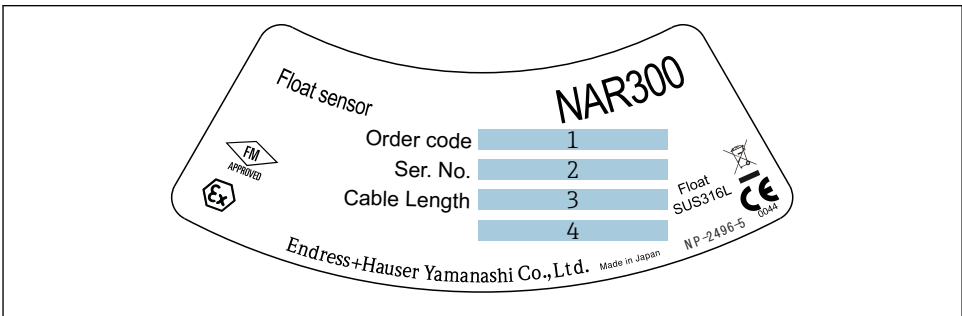 Float sensor
NAR300
Order code 1
Ser. No. 2
Cable Length 3
4
FM
APPROVED
Ex
Float
SUS316L
CE
0044
NP-2496-5
Endress+Hauser Yamanashi Co.,Ltd. Made in Japan